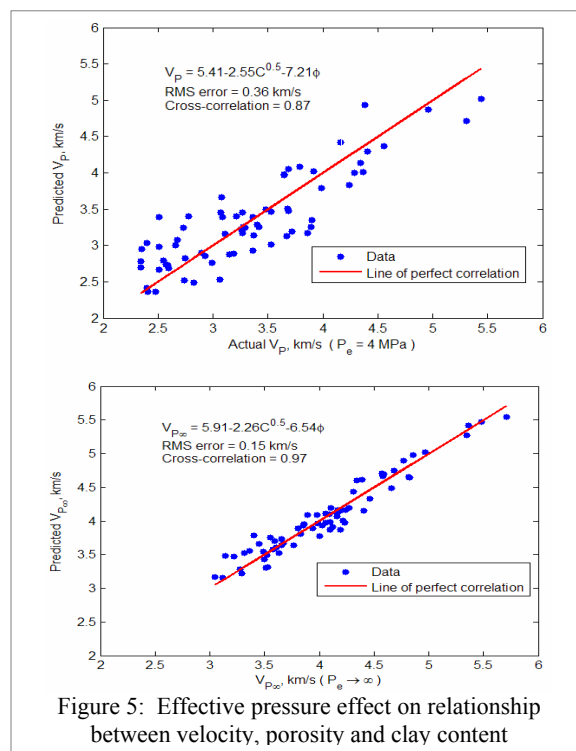 6
5.5
5
4.5
4
3.5
3
2.5
2
Predicted V_P, km/s
V_P = 5.41-2.55C^0.5-7.21ϕ
RMS error = 0.36 km/s
Cross-correlation = 0.87
Data
Line of perfect correlation
2 2.5 3 3.5 4 4.5 5 5.5 6
Actual V_P, km/s ( P_e = 4 MPa)
6
5.5
5
4.5
4
3.5
3
2.5
2
Predicted V_P∞, km/s
V_P∞ = 5.91-2.26C^0.5-6.54ϕ
RMS error = 0.15 km/s
Cross-correlation = 0.97
Data
Line of perfect correlation
2 2.5 3 3.5 4 4.5 5 5.5 6
V_P∞, km/s ( P_e → ∞)
Figure 5: Effective pressure effect on relationship
between velocity, porosity and clay content